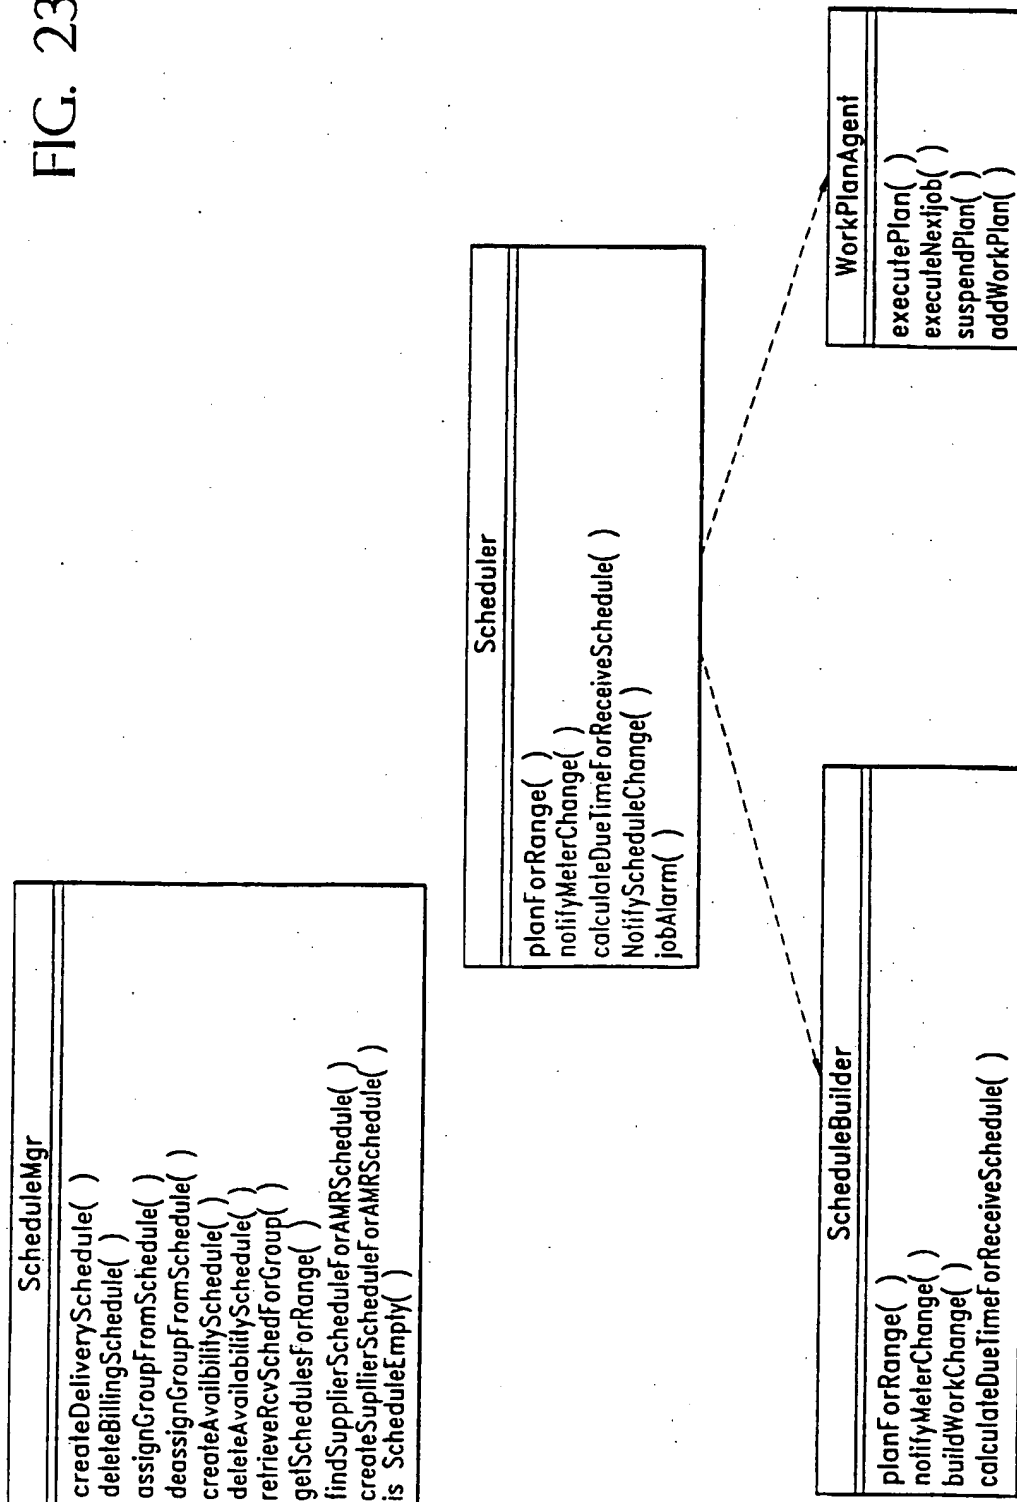 FIG. 23
ScheduleMgr
createDeliverySchedule( )
deleteBillingSchedule( )
assignGroupFromSchedule( )
deassignGroupFromSchedule( )
createAvailbilitySchedule( )
deleteAvailabilitySchedule( )
retrieveRcvSchedForGroup( )
getSchedulesForRange( )
findSupplierScheduleForAMRSchedule( )
createSupllierScheduleForAMRSchedule( )
is ScheduleEmpty( )
Scheduler
planForRange( )
notifyMeterChange( )
calculateDueTimeForReceiveSchedule( )
NotifyScheduleChange( )
jobAlarm( )
ScheduleBuilder
planForRange( )
notifyMeterChange( )
buildWorkChange( )
calculateDueTimeForReceiveSchedule( )
WorkPlanAgent
executePlan( )
executeNextjob( )
suspendPlan( )
addWorkPlan( )